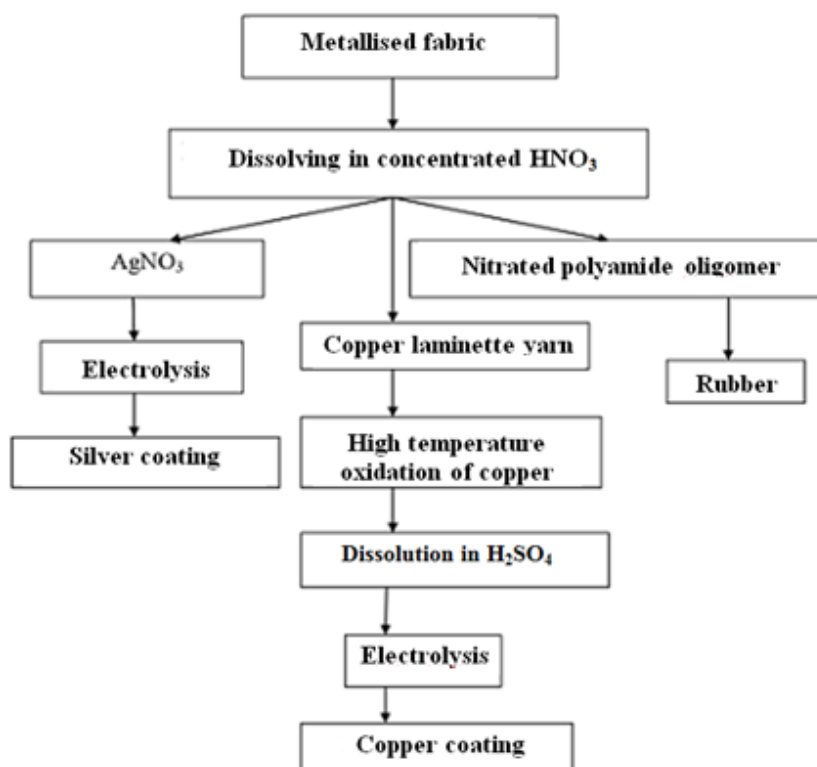 Metallised fabric
Dissolving in concentrated HNO₃
AgNO₃
Nitrated polyamide oligomer
Electrolysis
Copper laminette yarn
Rubber
Silver coating
High temperature
oxidation of copper
Dissolution in H₂SO₄
Electrolysis
Copper coating